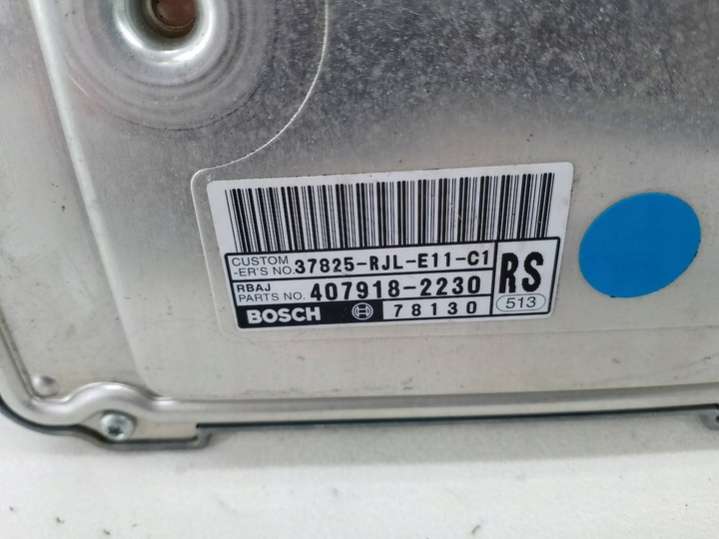 CUSTOM
-ER'S NO. 37825-RJL-E11-C1
RBAJ
PARTS NO. 407918-2230
BOSCH 78130
RS
513